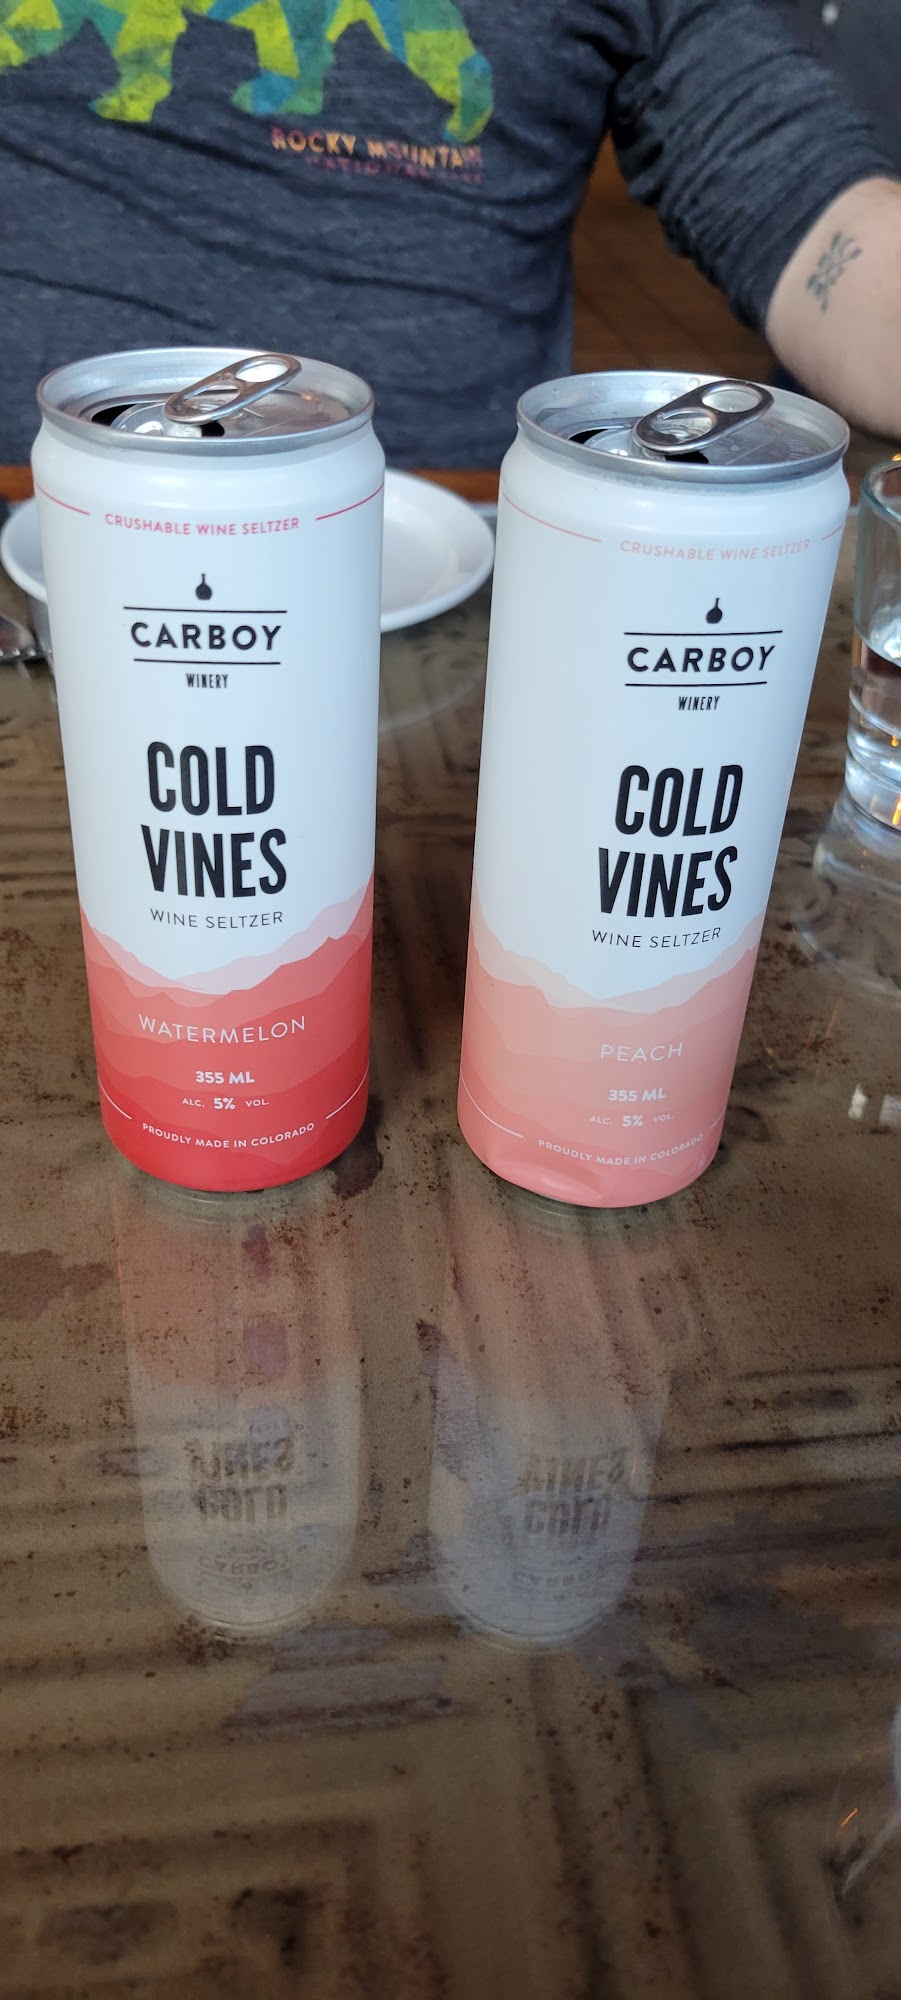 ROCKY MOUNTAIN
NATIONAL PARK
CRUSHABLE WINE SELTZER
CARBOY
WINERY
COLD
VINES
WINE SELTZER
WATERMELON
355 ML
ALC. 5% VOL.
PROUDLY MADE IN COLORADO
CRUSHABLE WINE SELTZER
CARBOY
WINERY
COLD
VINES
WINE SELTZER
PEACH
355 ML
ALC. 5% VOL.
PROUDLY MADE IN COLORADO